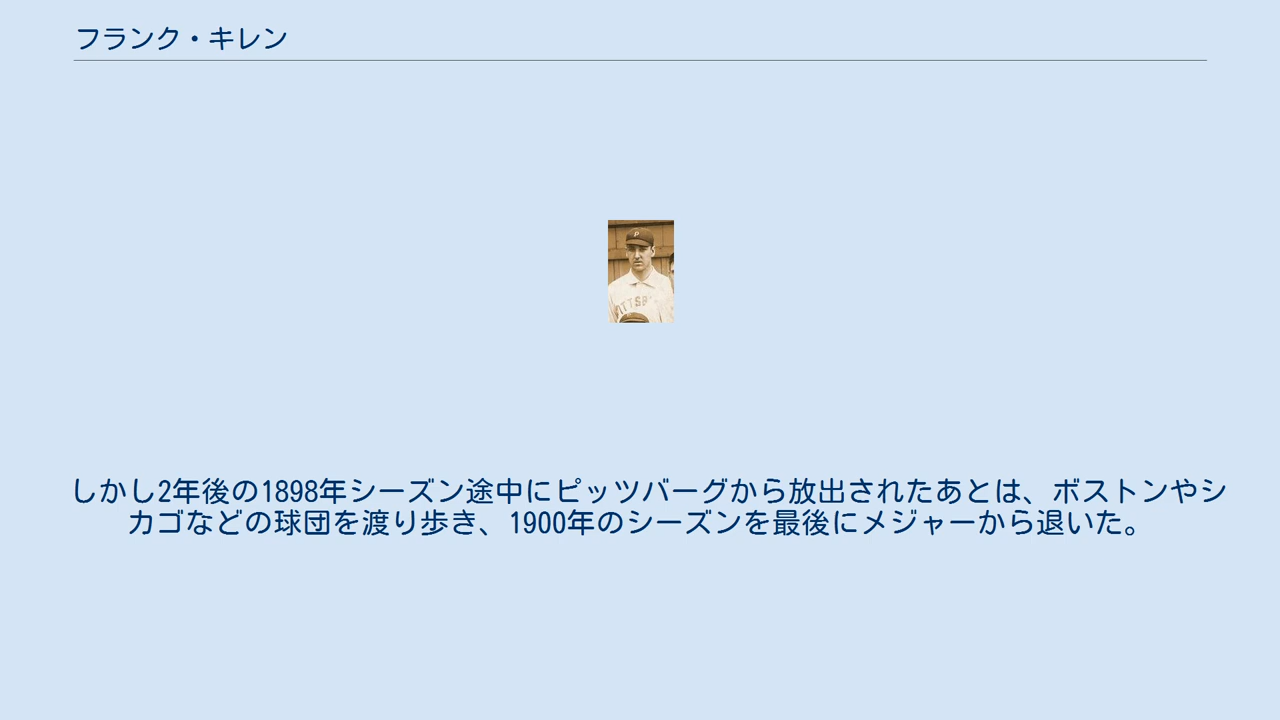 フランク・キレン
P
ITTSB
しかし2年後の1898年シーズン途中にピッツバーグから放出されたあとは、ボストンやシ
カゴなどの球団を渡り歩き、1900年のシーズンを最後にメジャーから退いた。